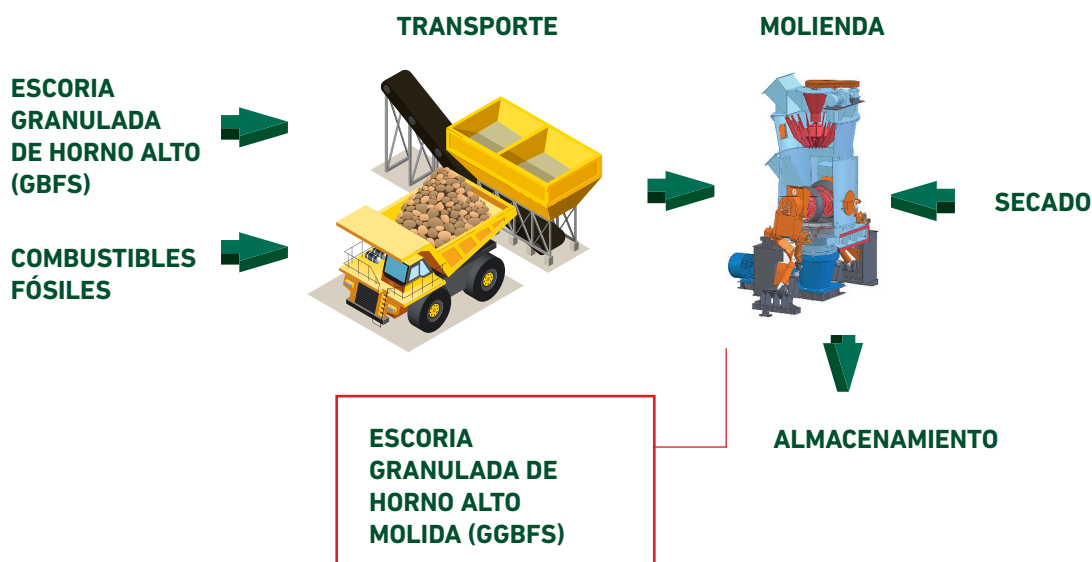 TRANSPORTE
MOLIENDA
ESCORIA
GRANULADA
DE HORNO ALTO
(GBFS)
SECADO
COMBUSTIBLES
FÓSILES
ESCORIA
GRANULADA DE
HORNO ALTO
MOLIDA (GGBFS)
ALMACENAMIENTO